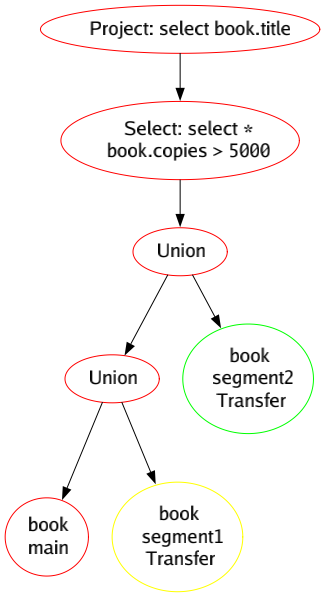 Project: select book.title
Select: select *
book.copies > 5000
Union
Union
book
segment2
Transfer
book
main
book
segment1
Transfer